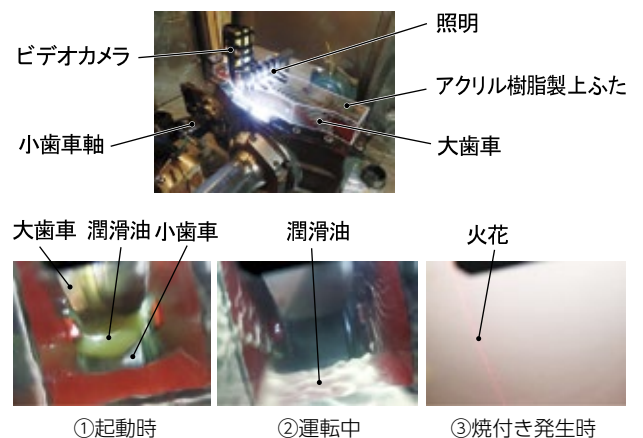 照明
ビデオカメラ
アクリル樹脂製上ふた
小歯車軸
大歯車
大歯車 潤滑油 小歯車
潤滑油
火花
①起動時
②運転中
③焼付き発生時